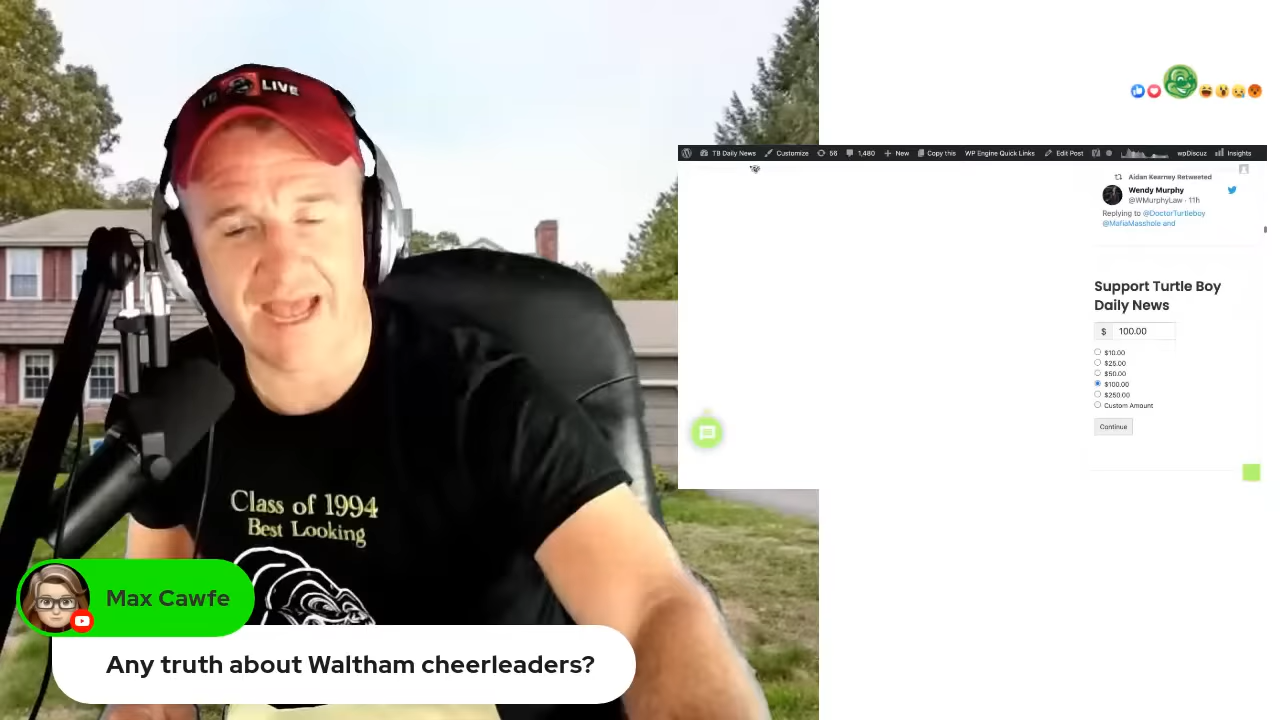 LIVE
Class of 1994
Best Looking
Max Cawfe
Any truth about Waltham cheerleaders?
TB Daily News Customize 56 1,480 New Copy this WP Engine Quick Links Edit Post wpDiscuz Insights
Aidan Kearney Retweeted
Wendy Murphy
@WMurphyLaw · 11h
Replying to @DoctorTurtleboy
@MafiaMasshole and
Support Turtle Boy
Daily News
$ 100.00
$10.00
$25.00
$50.00
$100.00
$250.00
Custom Amount
Continue